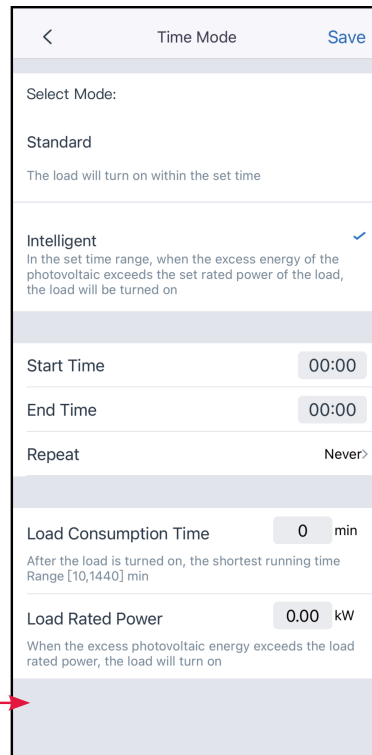 Time Mode
Save
Select Mode:
Standard
The load will turn on within the set time
Intelligent
In the set time range, when the excess energy of the
photovoltaic exceeds the set rated power of the load,
the load will be turned on
Start Time
00:00
End Time
00:00
Repeat
Never
Load Consumption Time
0 min
After the load is turned on, the shortest running time
Range [10,1440] min
Load Rated Power
0.00 kW
When the excess photovoltaic energy exceeds the load
rated power, the load will turn on